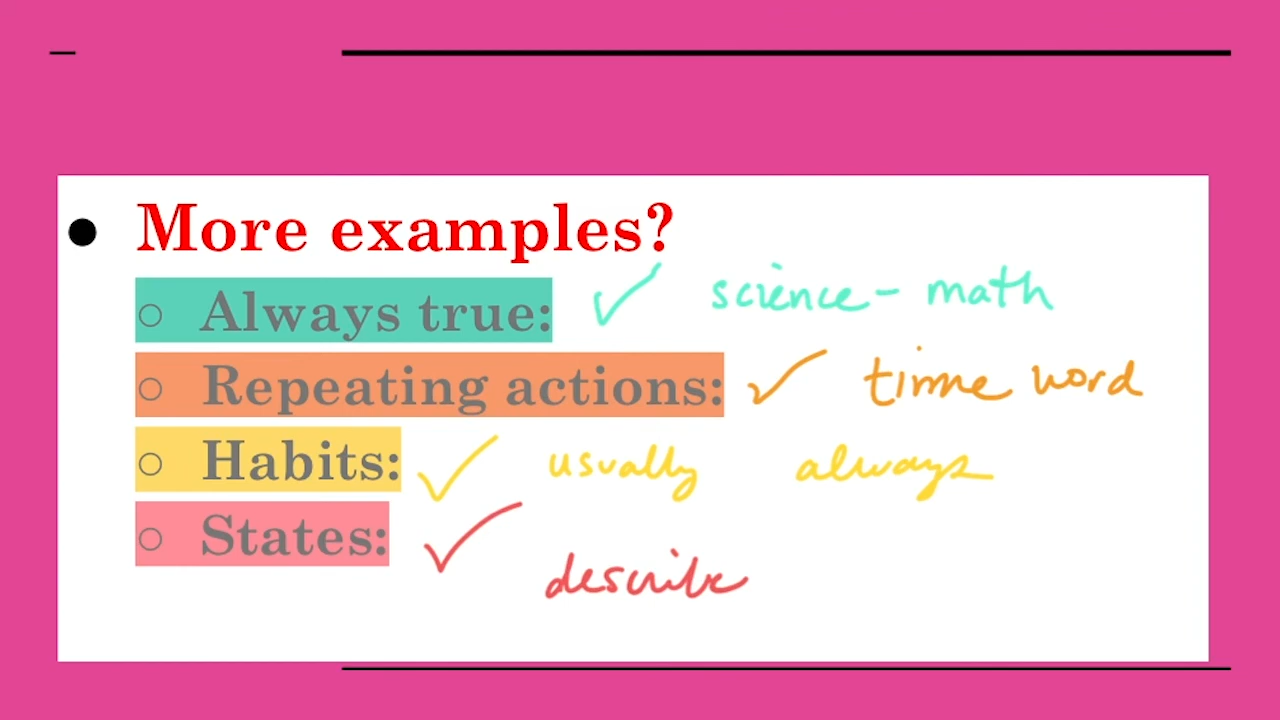 ● More examples?
○ Always true: ✓ science - math
○ Repeating actions: ✓ time word
○ Habits: ✓ usually always
○ States: ✓ describe